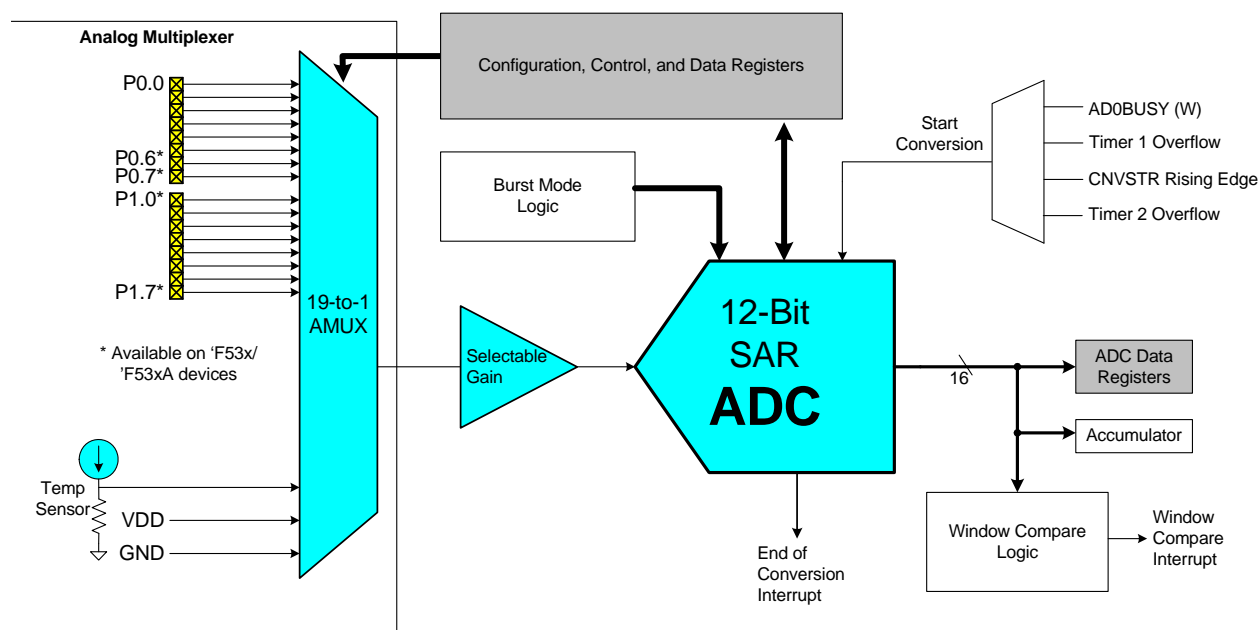 Analog Multiplexer
P0.0
P0.6*
P0.7*
P1.0*
P1.7*
19-to-1
AMUX
* Available on ‘F53x/
’F53xA devices
Temp
Sensor
VDD
GND
Configuration, Control, and Data Registers
Burst Mode
Logic
Selectable
Gain
Start
Conversion
AD0BUSY (W)
Timer 1 Overflow
CNVSTR Rising Edge
Timer 2 Overflow
12-Bit
SAR
ADC
16
ADC Data
Registers
Accumulator
Window Compare
Logic
Window
Compare
Interrupt
End of
Conversion
Interrupt